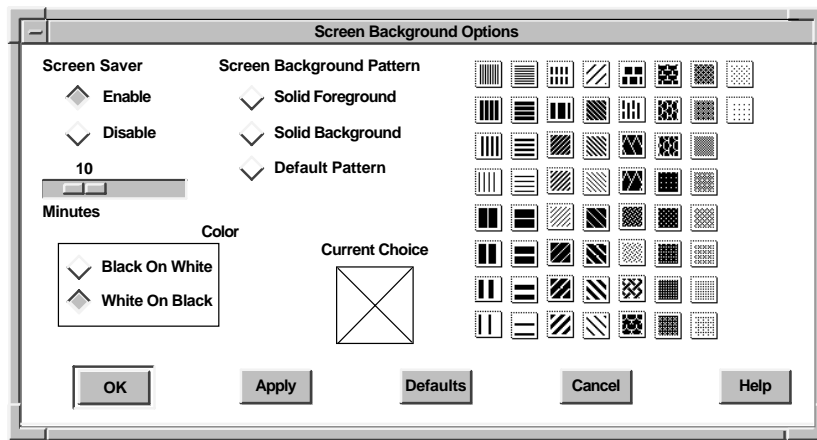 Screen Background Options
Screen Saver
Enable
Disable
10
Minutes
Screen Background Pattern
Solid Foreground
Solid Background
Default Pattern
Color
Black On White
White On Black
Current Choice
OK
Apply
Defaults
Cancel
Help